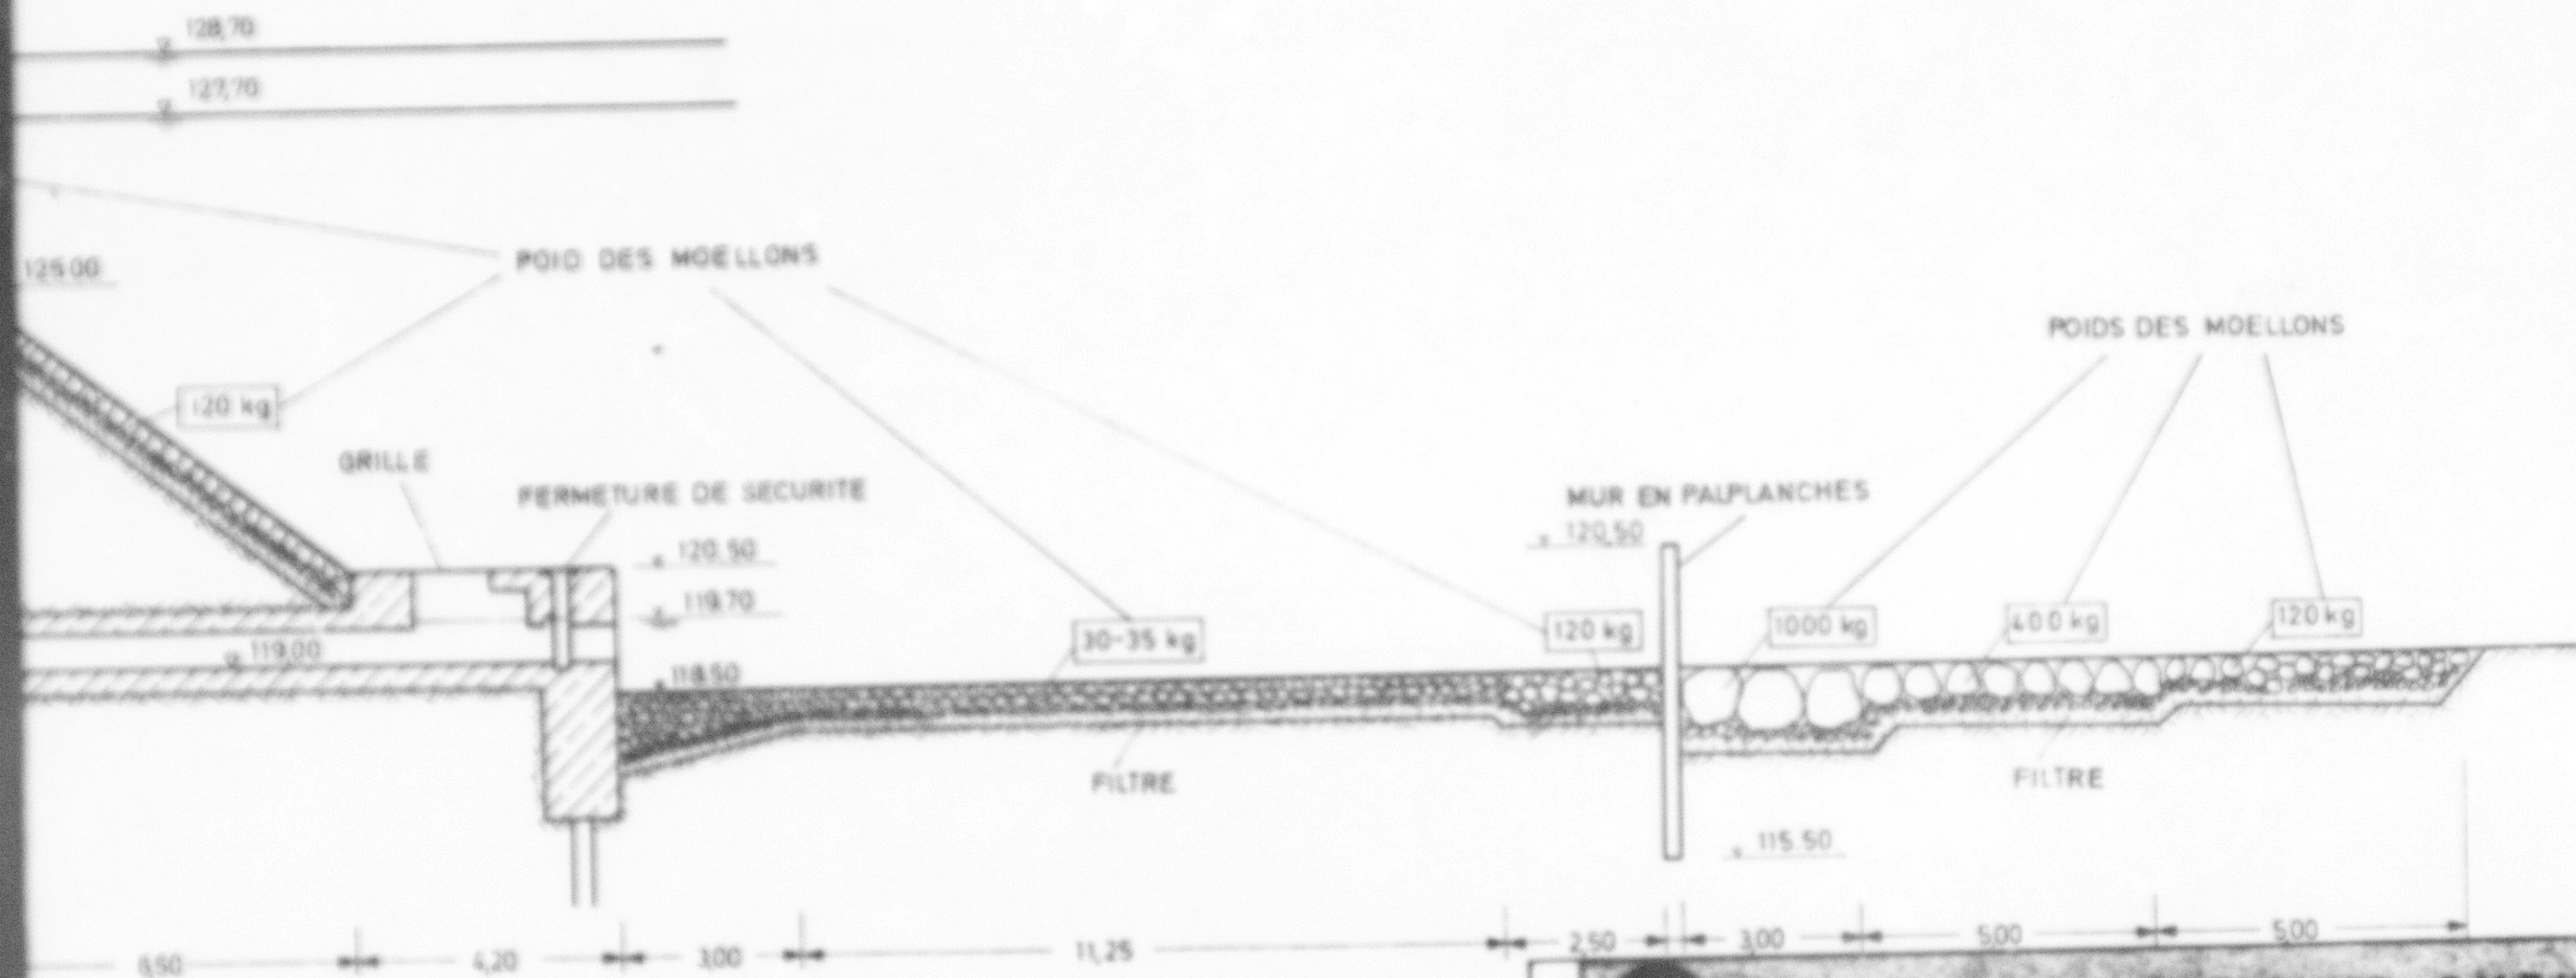 128,70
127,70
125.00
POID DES MOELLONS
POIDS DES MOELLONS
120 kg
GRILLE
FERMETURE DE SECURITE
MUR EN PALPLANCHES
120.50
120,50
119.70
30-35 kg
120 kg
1000 kg
400 kg
120 kg
119.00
118.50
FILTRE
FILTRE
115.50
4,20
3,00
11,25
2,50
3,00
5,00
5,00